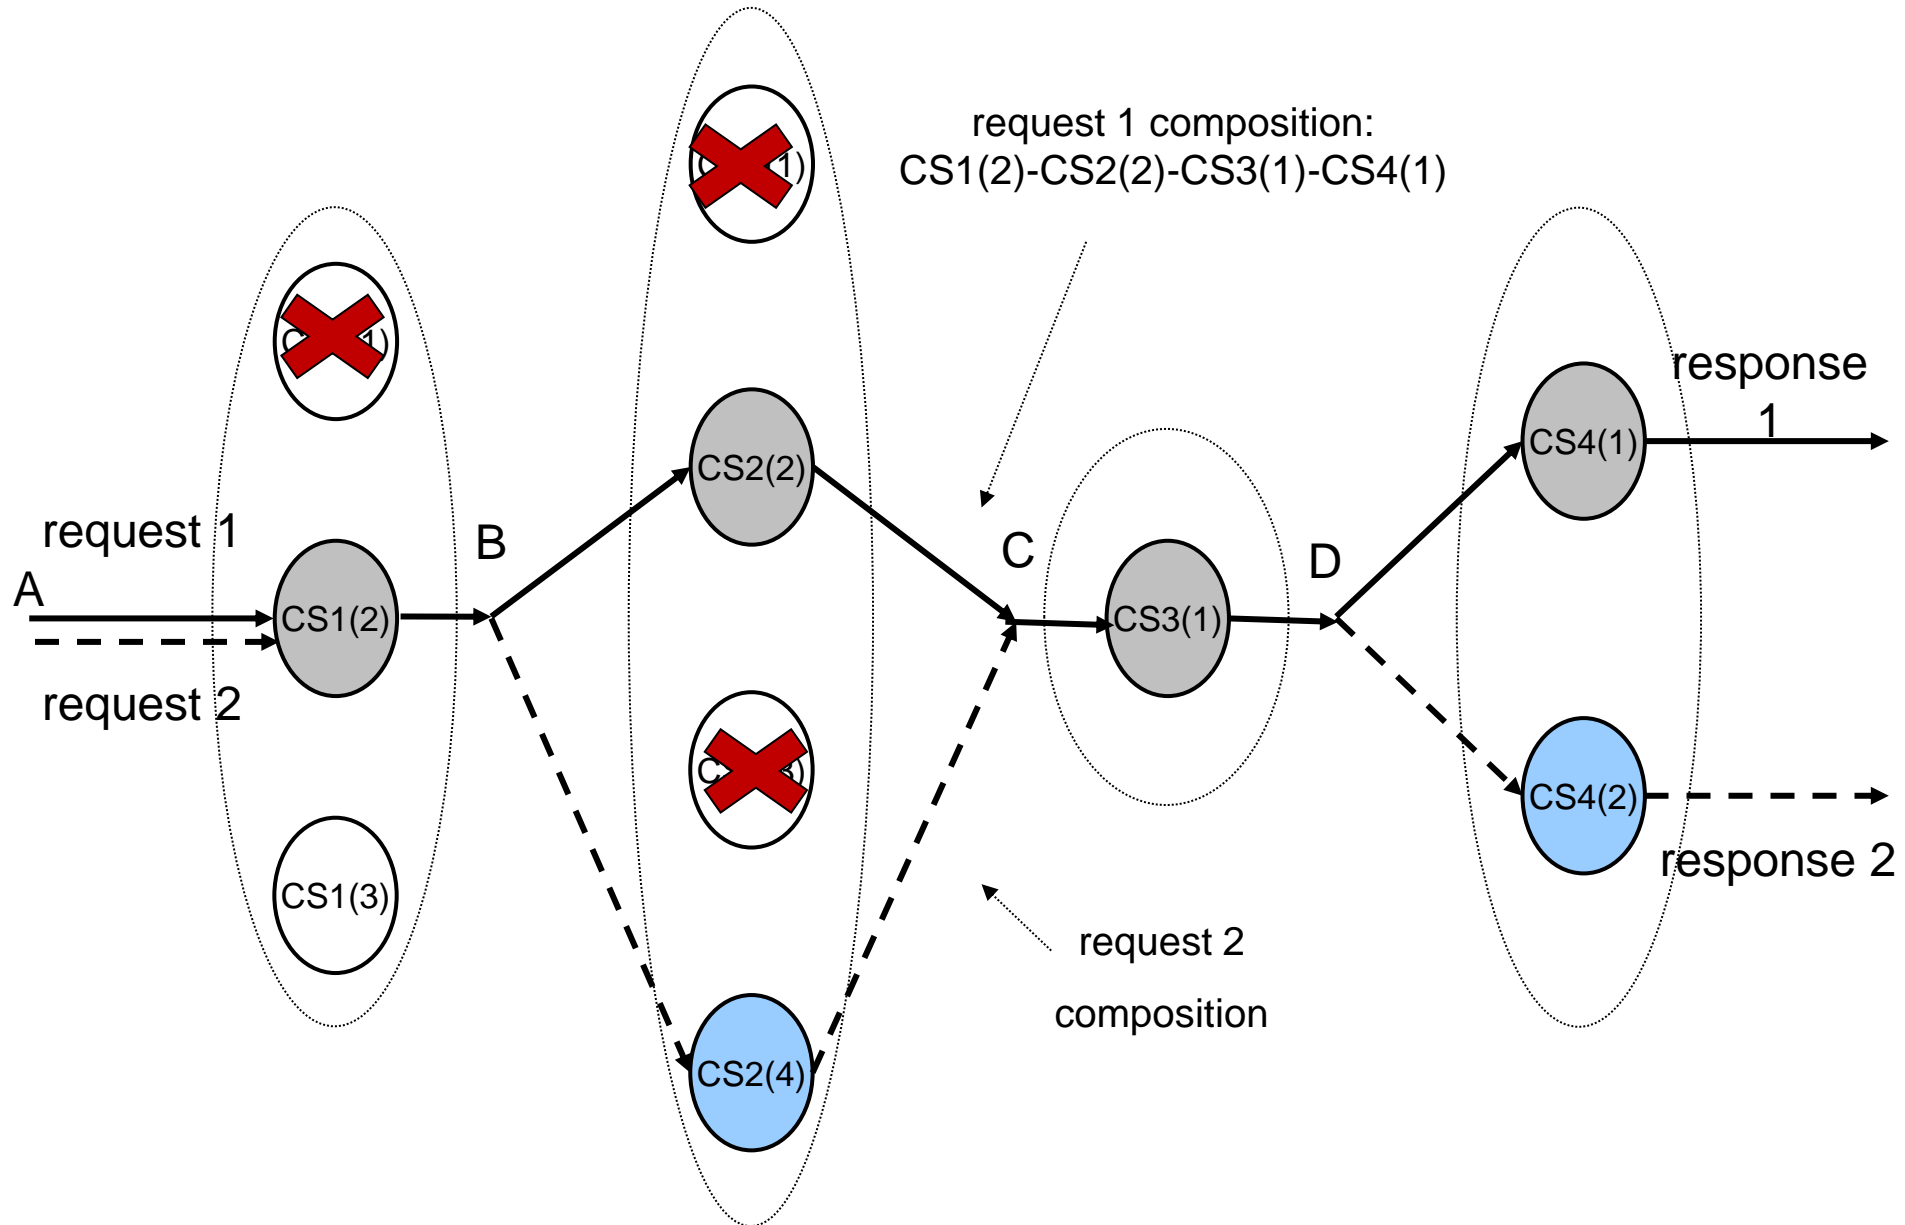 request 1 composition:
CS1(2)-CS2(2)-CS3(1)-CS4(1)
response
1
CS4(1)
CS2(2)
request 1
B
C
D
A
CS1(2)
CS3(1)
request 2
CS4(2)
response 2
CS1(3)
request 2
composition
CS2(4)